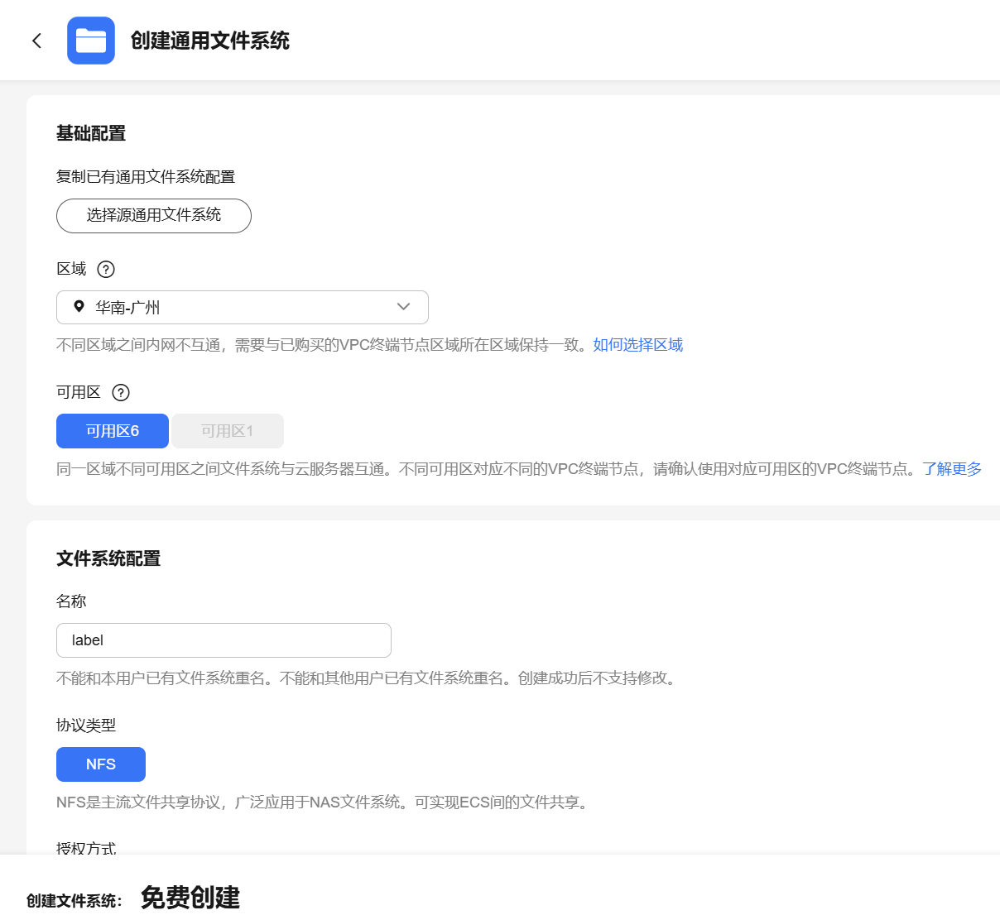 创建通用文件系统
基础配置
复制已有通用文件系统配置
选择源通用文件系统
区域 ?
华南-广州
不同区域之间内网不互通，需要与已购买的VPC终端节点区域所在区域保持一致。如何选择区域
可用区 ?
可用区6 可用区1
同一区域不同可用区之间文件系统与云服务器互通。不同可用区对应不同的VPC终端节点，请确认使用对应可用区的VPC终端节点。了解更多
文件系统配置
名称
label
不能和本用户已有文件系统重名。不能和其他用户已有文件系统重名。创建成功后不支持修改。
协议类型
NFS
NFS是主流文件共享协议，广泛应用于NAS文件系统。可实现ECS间的文件共享。
授权方式
创建文件系统： 免费创建